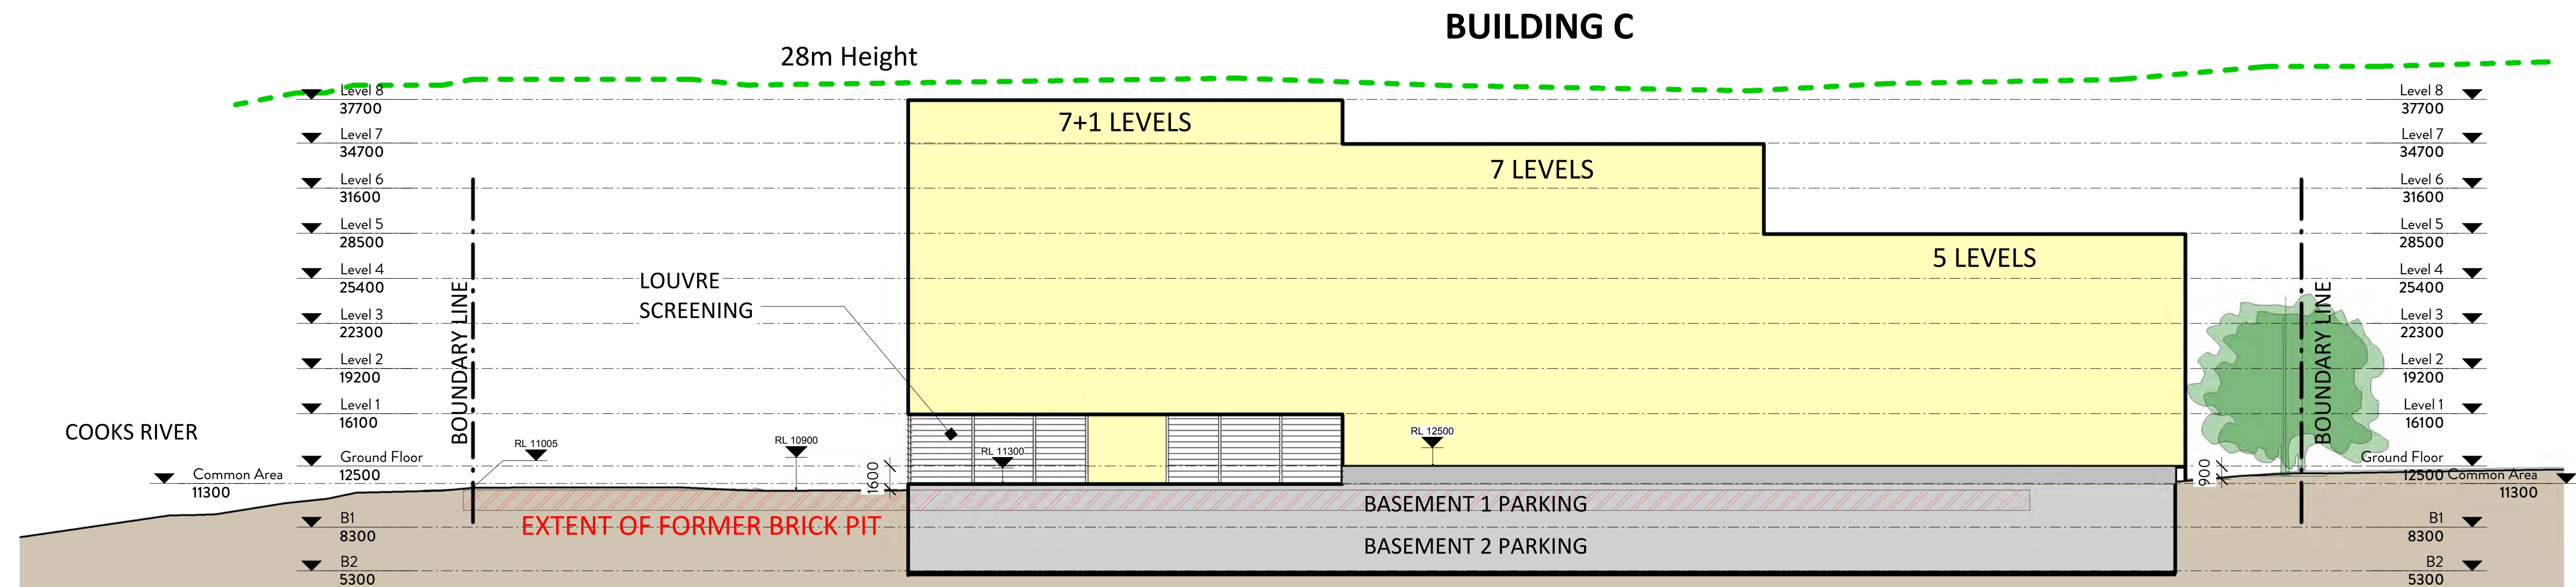 BUILDING C
28m Height
Level 8
37700
Level 7
34700
Level 6
31600
Level 5
28500
Level 4
25400
Level 3
22300
Level 2
19200
Level 1
16100
Ground Floor
12500
Common Area
11300
B1
8300
B2
5300
COOKS RIVER
BOUNDARY LINE
RL 11005
RL 10900
1600
LOUVRE
SCREENING
EXTENT OF FORMER BRICK PIT
7+1 LEVELS
7 LEVELS
5 LEVELS
RL 11300
RL 12500
BASEMENT 1 PARKING
BASEMENT 2 PARKING
900
BOUNDARY LINE
Level 8
37700
Level 7
34700
Level 6
31600
Level 5
28500
Level 4
25400
Level 3
22300
Level 2
19200
Level 1
16100
Ground Floor
12500
Common Area
11300
B1
8300
B2
5300